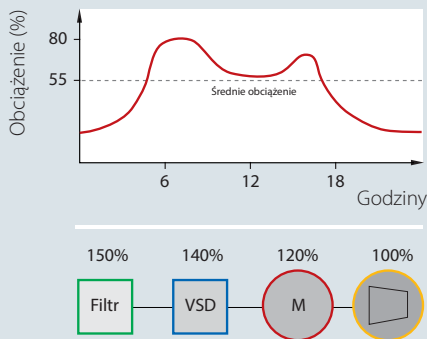 Obciążenie (%)
80
55
Średnie obciążenie
6
12
18
Godziny
150%
140%
120%
100%
Filtr
VSD
M